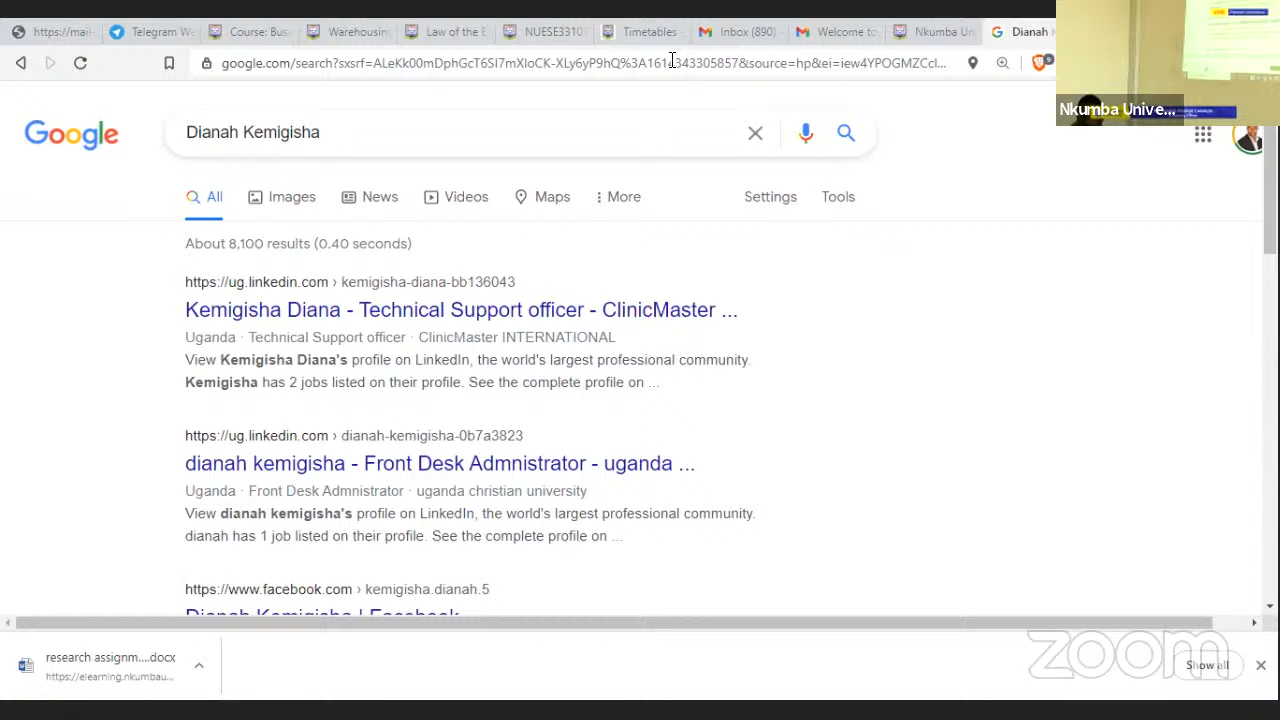 https://mail-
Telegram We
Course: Bus
Warehousin
Law of the E
NUESE3310
Timetables
Inbox (890)
Welcome to
Nkumba Un
Dianah
google.com/search?sxsrf=ALeKk00mDphGcT6SI7mXIoCK-XLy6yP9hQ%3A1614343305857&source=hp&ei=iew4YPOGMZCcl...
9
Nkumba Unive...
Google
Dianah Kemigisha
All
Images
News
Videos
Maps
More
Settings
Tools
About 8,100 results (0.40 seconds)
https://ug.linkedin.com › kemigisha-diana-bb136043
Kemigisha Diana - Technical Support officer - ClinicMaster ...
Uganda · Technical Support officer · ClinicMaster INTERNATIONAL
View Kemigisha Diana's profile on LinkedIn, the world's largest professional community.
Kemigisha has 2 jobs listed on their profile. See the complete profile on ...
https://ug.linkedin.com › dianah-kemigisha-0b7a3823
dianah kemigisha - Front Desk Admnistrator - uganda ...
Uganda · Front Desk Admnistrator · uganda christian university
View dianah kemigisha's profile on LinkedIn, the world's largest professional community.
dianah has 1 job listed on their profile. See the complete profile on ...
https://www.facebook.com › kemigisha.dianah.5
Dianah Kemigisha | Facebook
research assignm....docx
https://elearning.nkumbau...
zoom
Show all